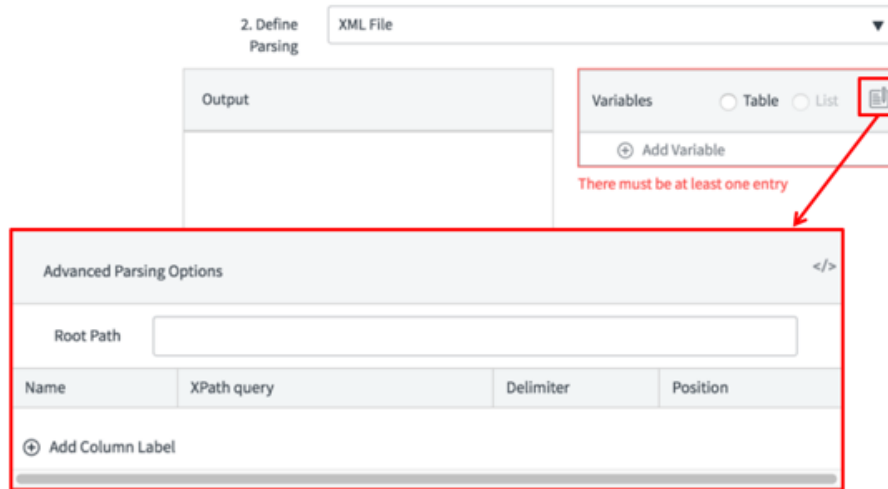 2. Define
Parsing
XML File
Output
Variables
Table
List
Add Variable
There must be at least one entry
Advanced Parsing Options
</>
Root Path
Name
XPath query
Delimiter
Position
Add Column Label